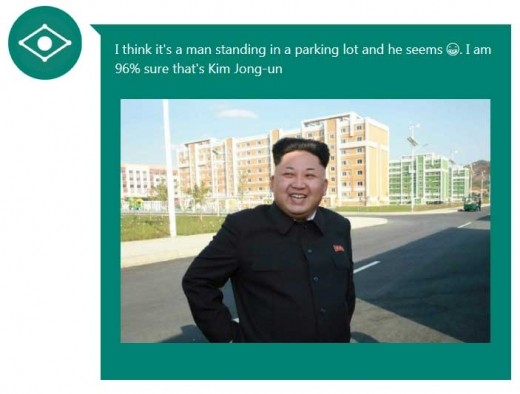 I think it's a man standing in a parking lot and he seems 😀. I am
96% sure that's Kim Jong-un